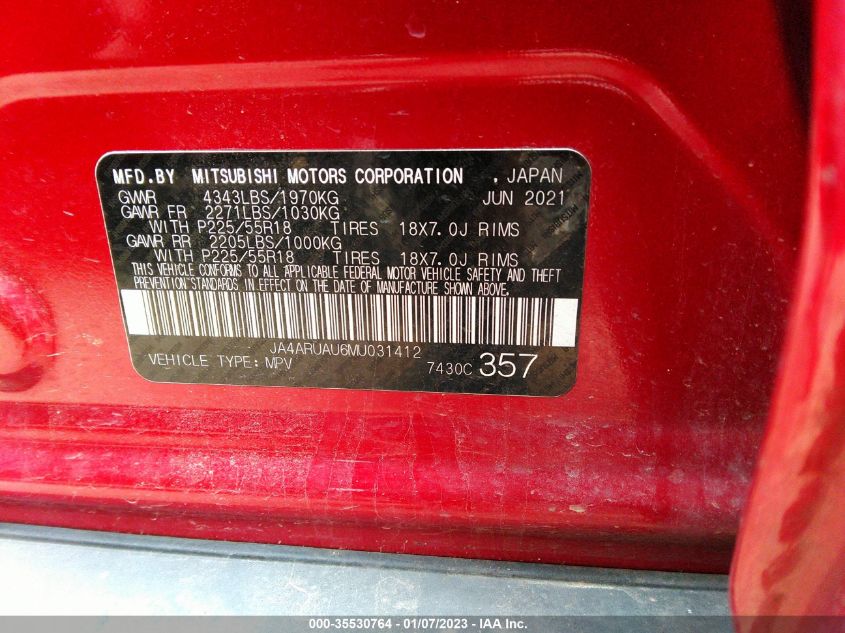 MFD.BY MITSUBISHI MOTORS CORPORATION , JAPAN
GVWR 4343LBS/1970KG JUN 2021
GAWR FR 2271LBS/1030KG
WITH P225/55R18 TIRES 18X7.0J RIMS
GAWR RR 2205LBS/1000KG
WITH P225/55R18 TIRES 18X7.0J RIMS
THIS VEHICLE CONFORMS TO ALL APPLICABLE FEDERAL MOTOR VEHICLE SAFETY AND THEFT
PREVENTION STANDARDS IN EFFECT ON THE DATE OF MANUFACTURE SHOWN ABOVE.
JA4ARUAU6MU031412
VEHICLE TYPE: MPV 7430C 357
000-35530764 — 01/07/2023 — © IAA Inc.